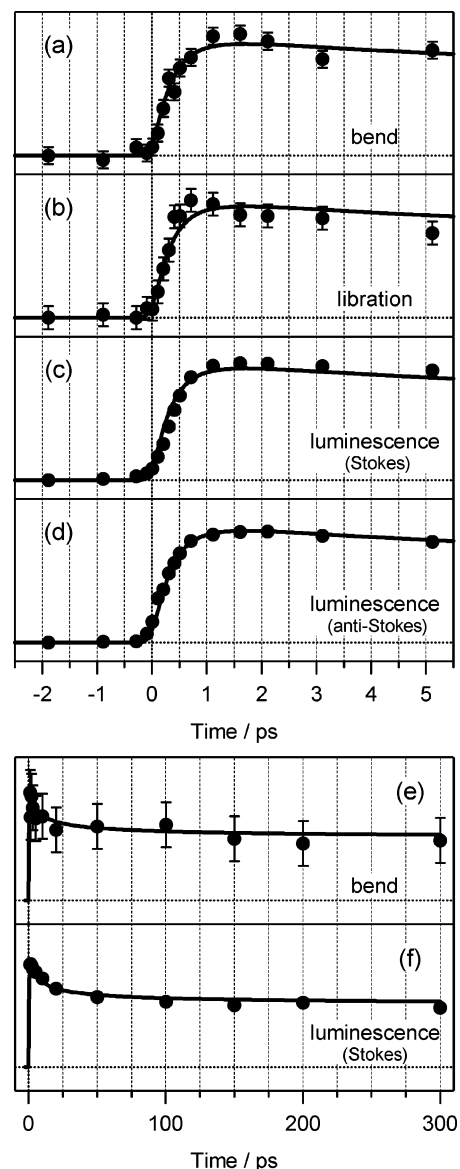 (a)
bend
(b)
libration
(c)
luminescence
(Stokes)
(d)
luminescence
(anti-Stokes)
-2 -1 0 1 2 3 4 5
Time / ps
(e)
bend
(f)
luminescence
(Stokes)
0 100 200 300
Time / ps